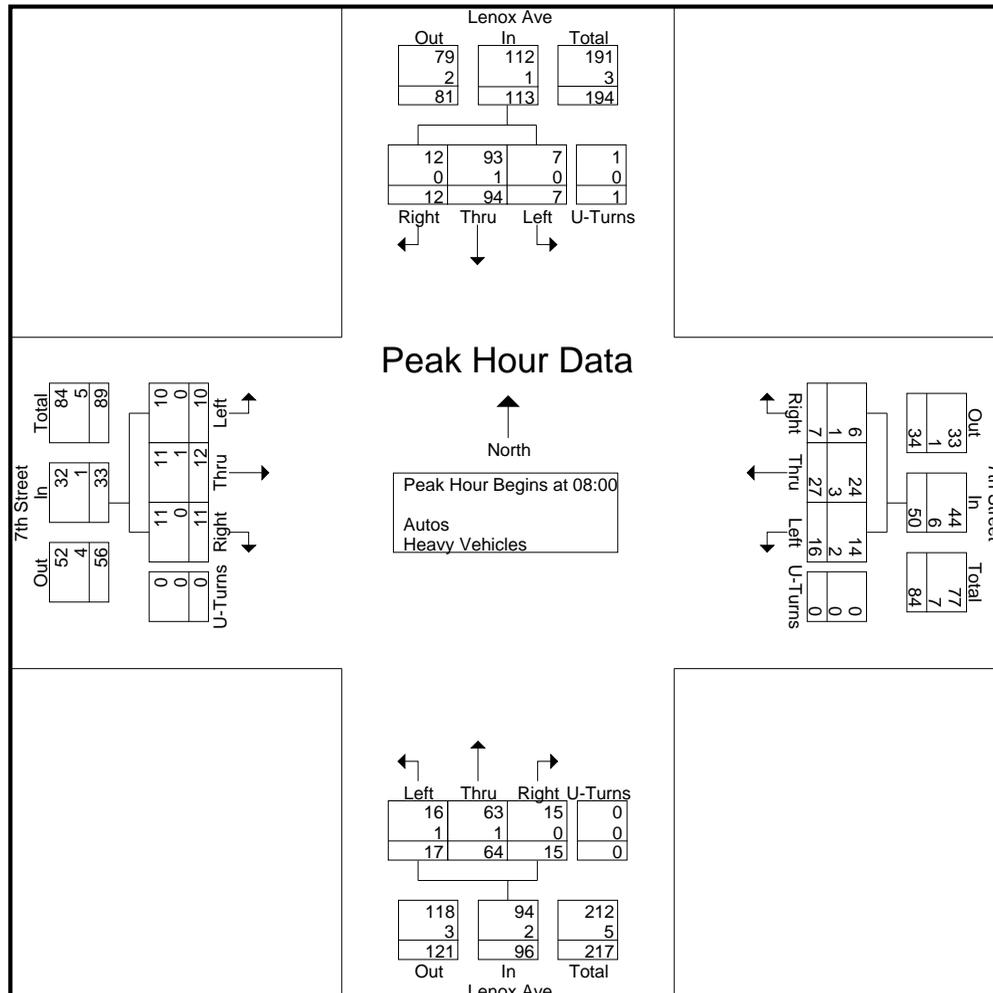 Lenox Ave
Out In Total
79 112 191
2 1 3
81 113 194
12 93 7 1
0 1 0 0
12 94 7 1
Right Thru Left U-Turns
Peak Hour Data
North
Peak Hour Begins at 08:00
Autos
Heavy Vehicles
7th Street
Total In Out
84 32 52
5 1 4
89 33 56
10 11 11 0
0 1 0 0
10 12 11 0
Left Thru Right U-Turns
Out In Total
33 44 77
1 6 7
34 50 84
6 24 14 0
1 3 2 0
7 27 16 0
Right Thru Left U-Turns
Left Thru Right U-Turns
16 63 15 0
1 1 0 0
17 64 15 0
118 94 212
3 2 5
121 96 217
Out In Total
Lenox Ave